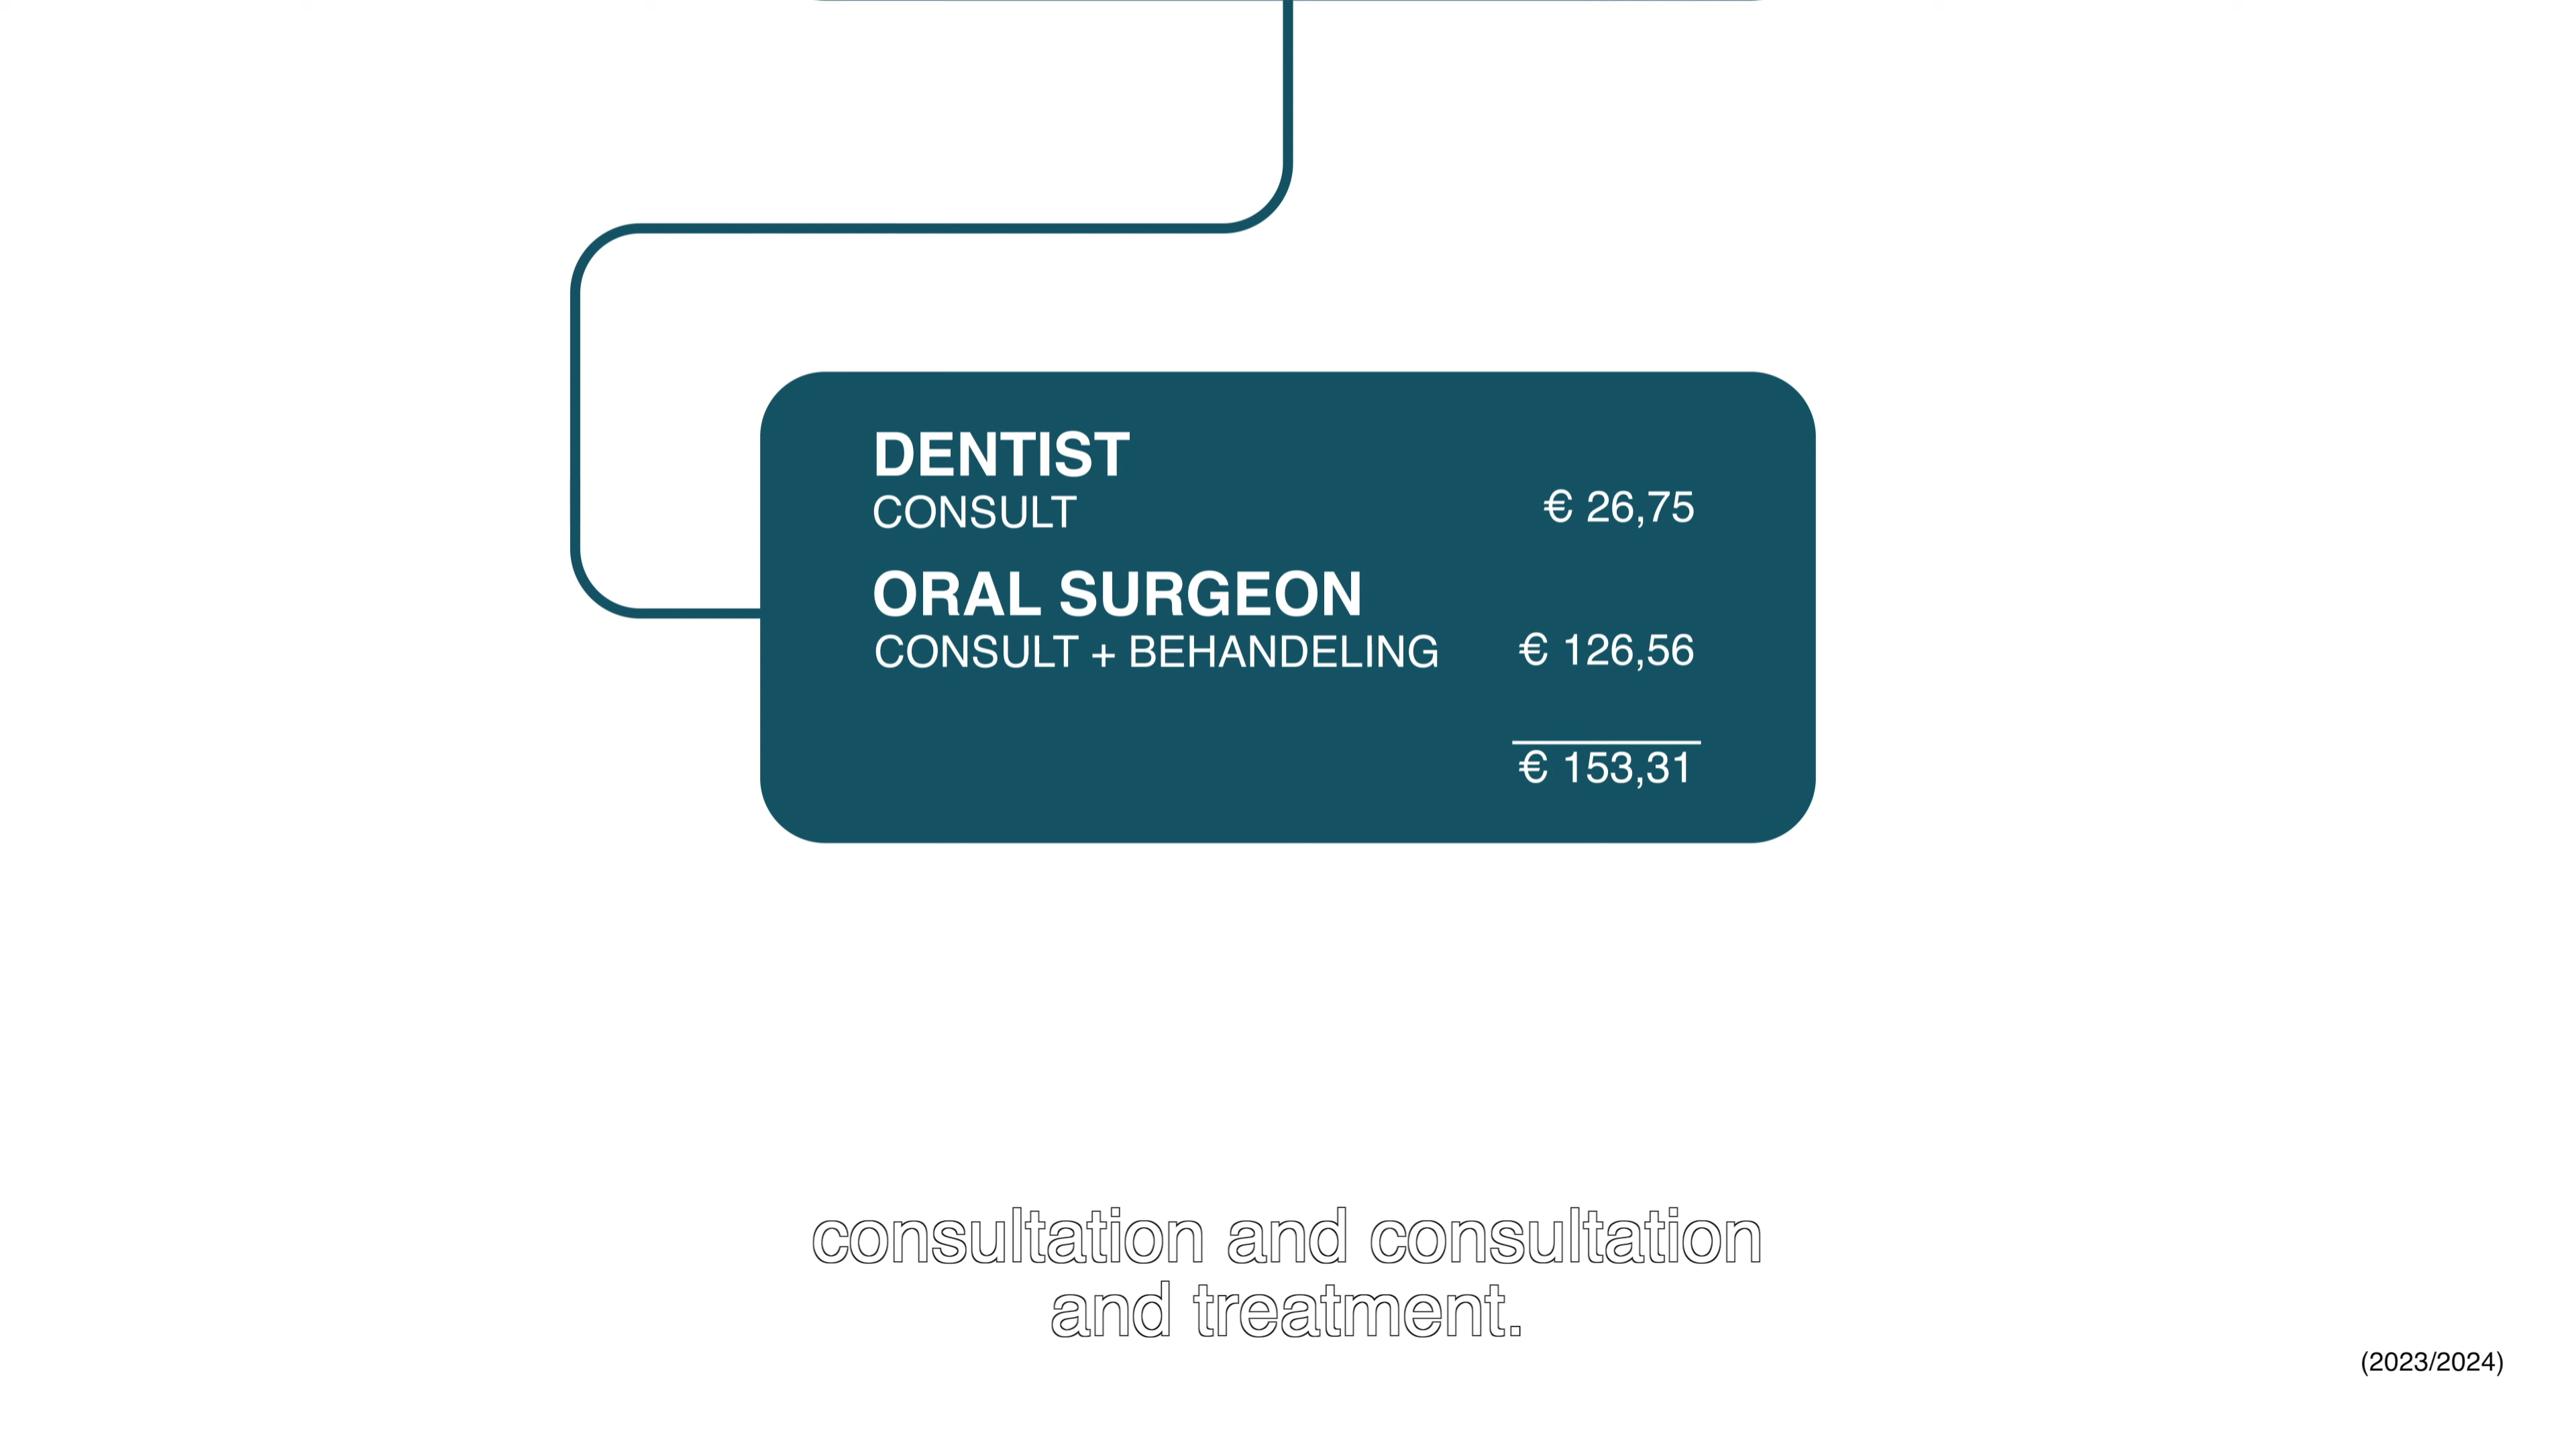 DENTIST
CONSULT € 26,75
ORAL SURGEON
CONSULT + BEHANDELING € 126,56
€ 153,31
consultation and consultation
and treatment.
(2023/2024)